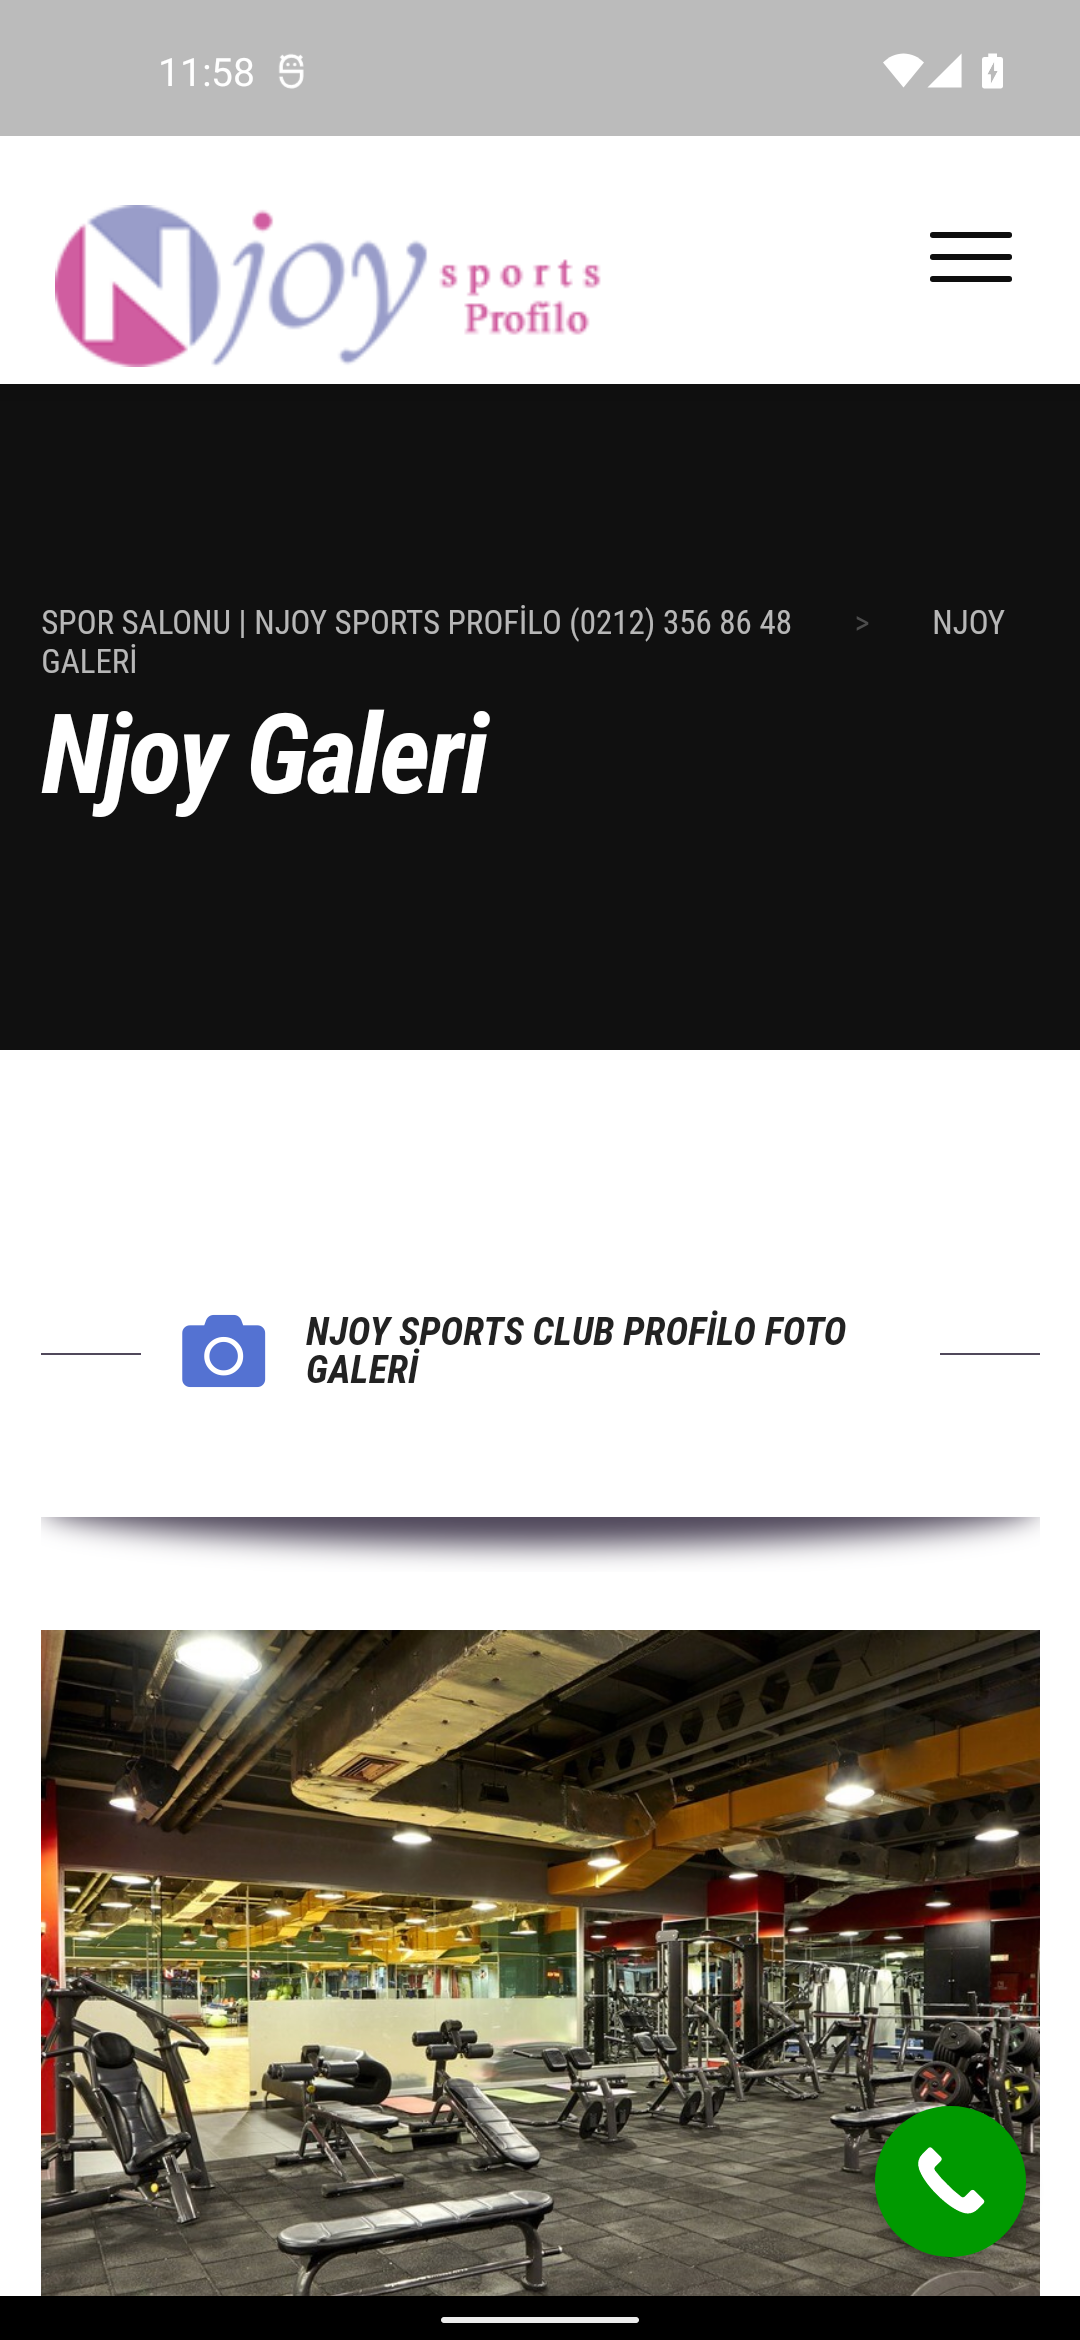 11:58
Njoy sports
Profilo
SPOR SALONU | NJOY SPORTS PROFİLO (0212) 356 86 48 > NJOY
GALERİ
Njoy Galeri
NJOY SPORTS CLUB PROFİLO FOTO
GALERİ